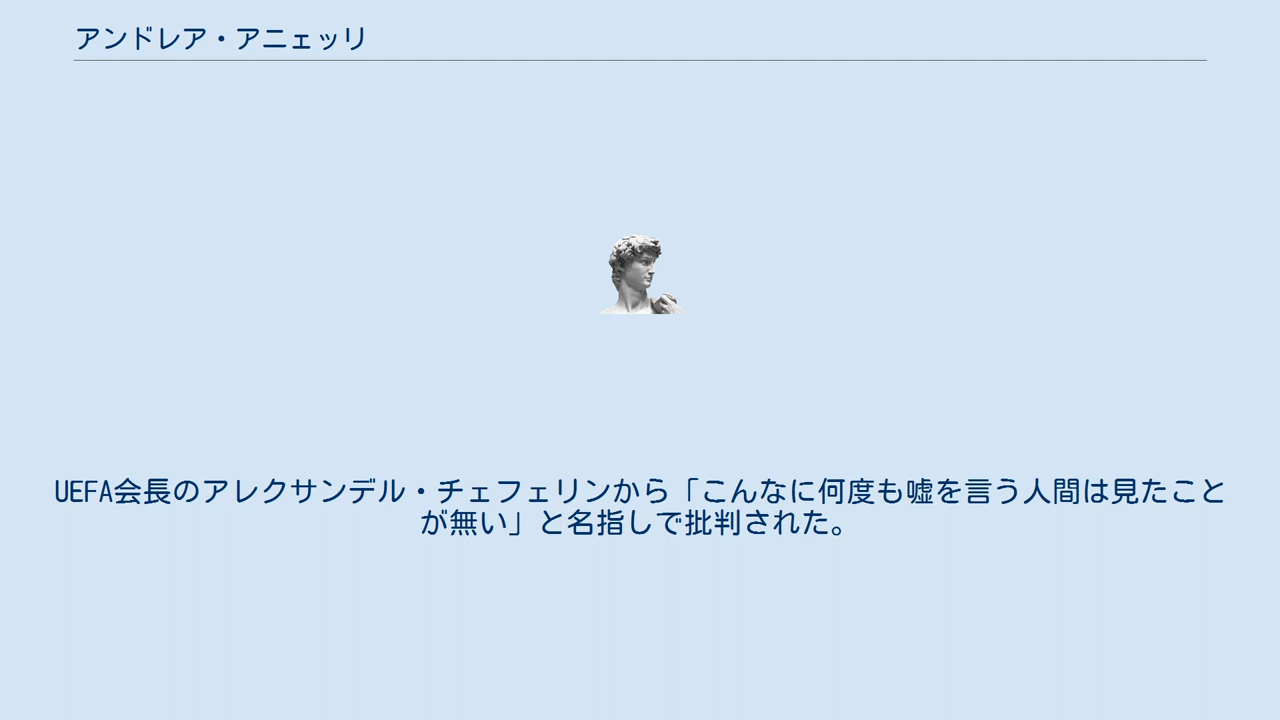 アンドレア・アニェッリ
UEFA会長のアレクサンデル・チェフェリンから「こんなに何度も嘘を言う人間は見たこと
が無い」と名指しで批判された。